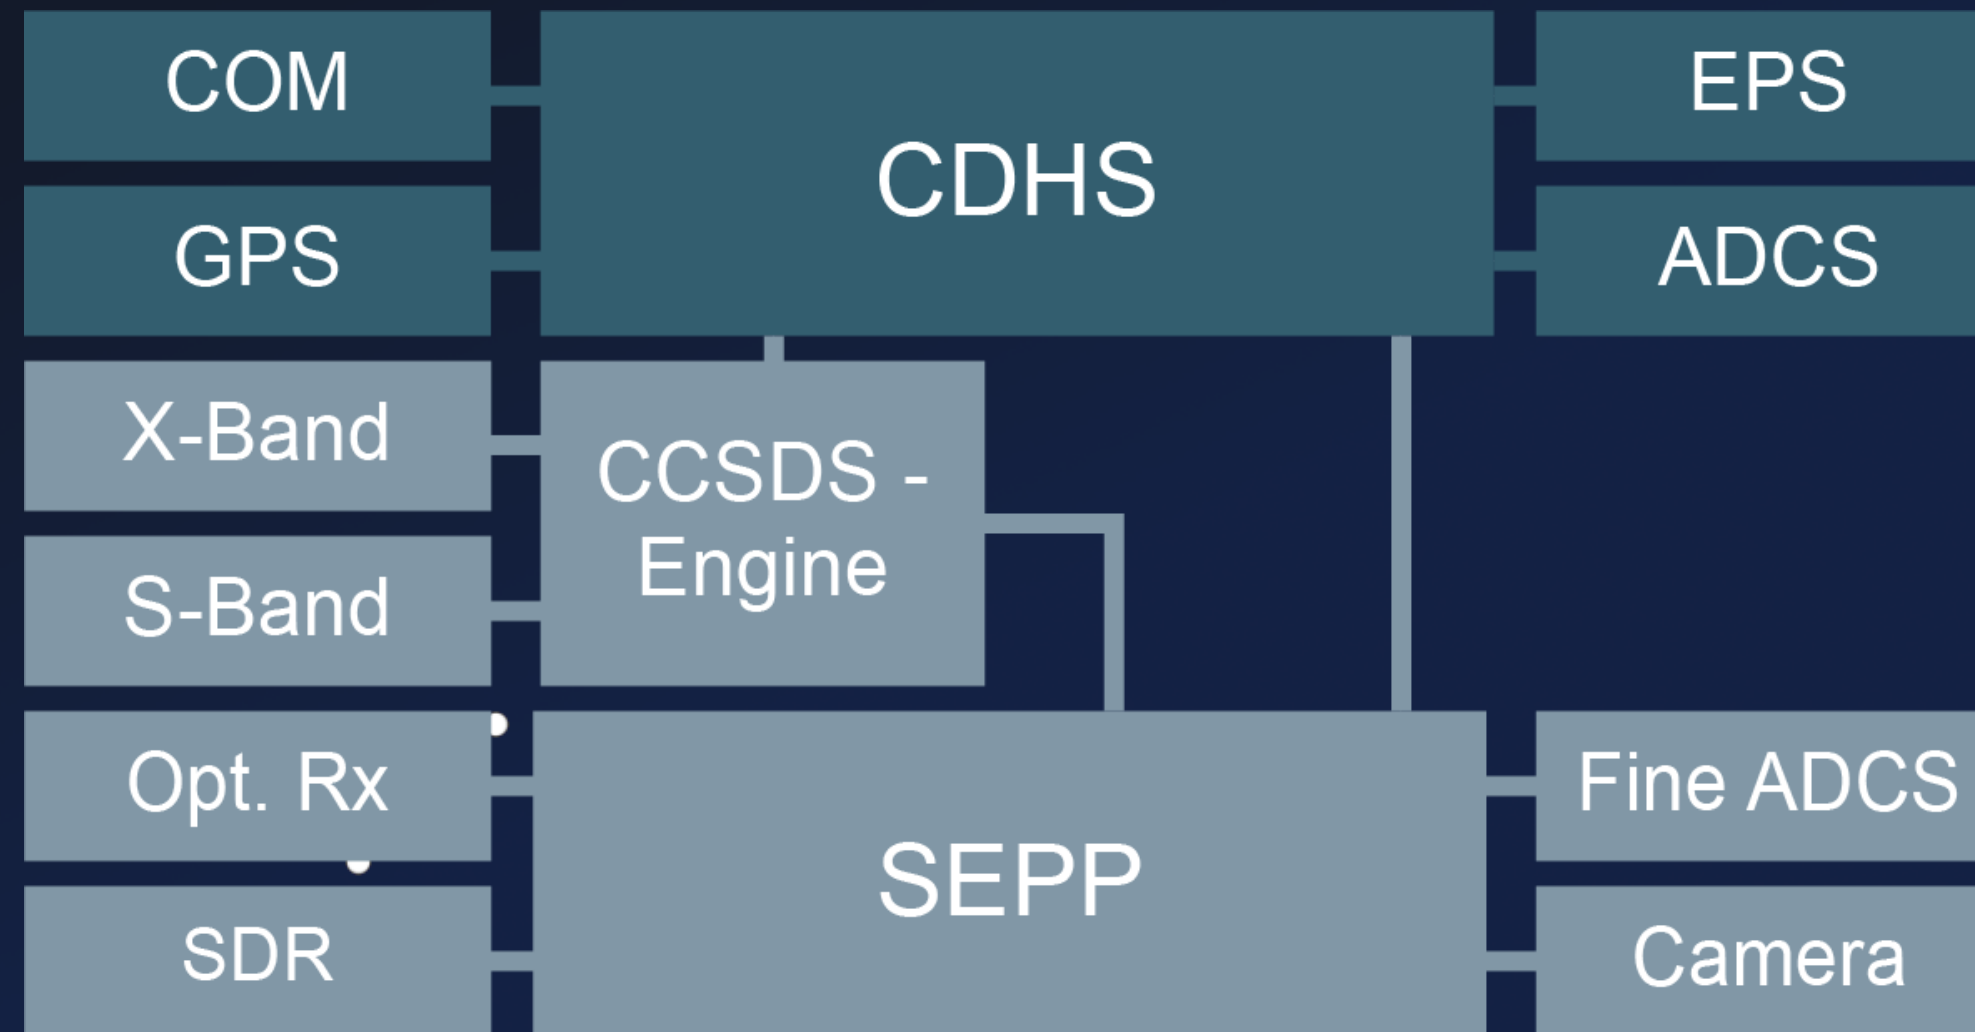 COM
CDHS
EPS
GPS
ADCS
X-Band
CCSDS -
Engine
S-Band
Opt. Rx
SEPP
Fine ADCS
SDR
Camera